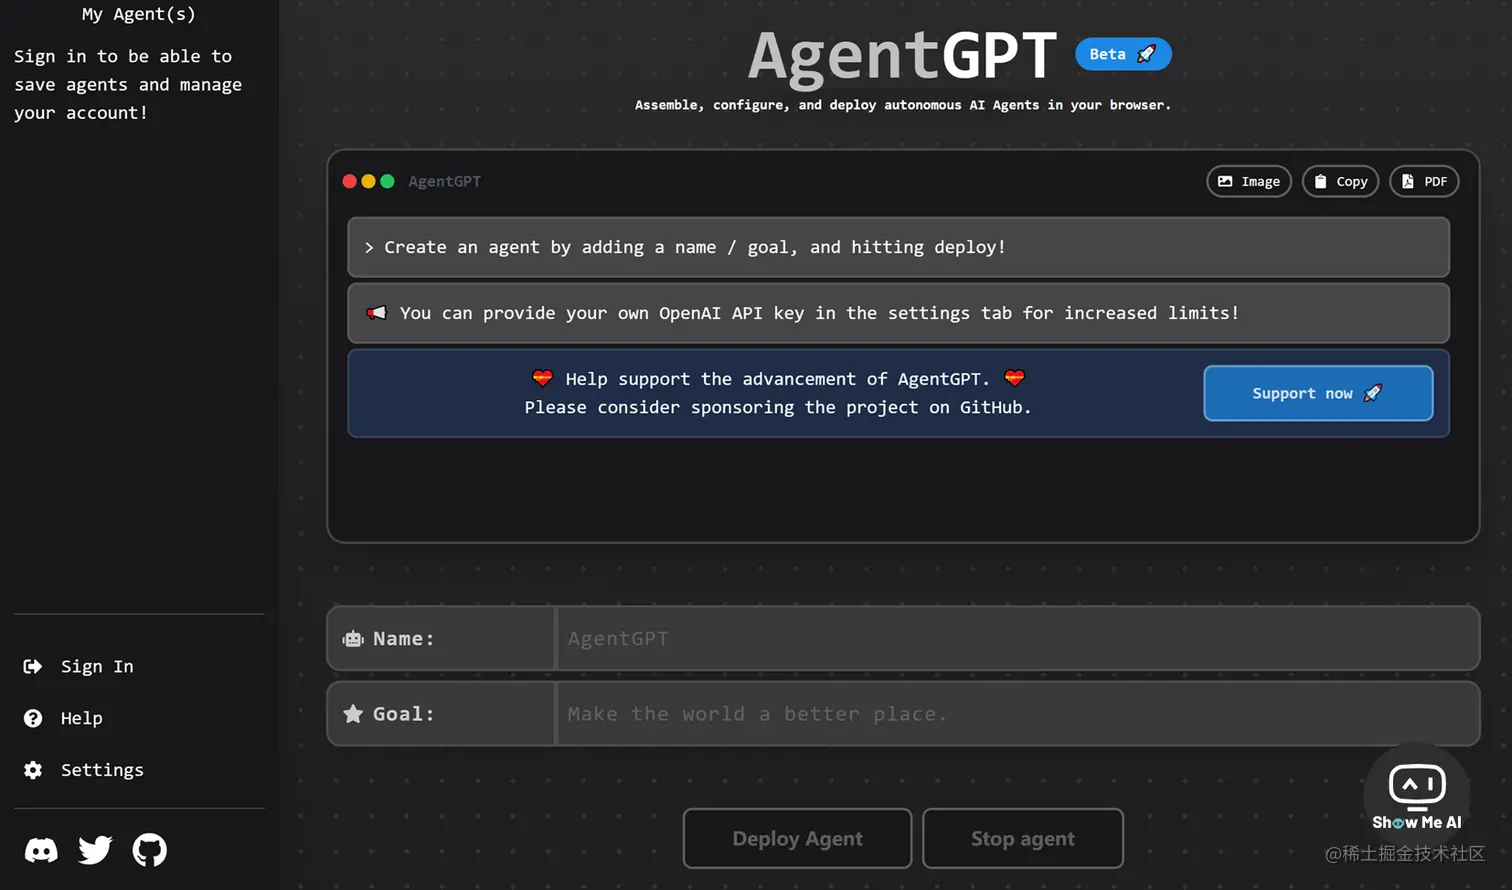 My Agent(s)
Sign in to be able to
save agents and manage
your account!
Sign In
Help
Settings
AgentGPT
Beta
Assemble, configure, and deploy autonomous AI Agents in your browser.
AgentGPT
Image
Copy
PDF
> Create an agent by adding a name / goal, and hitting deploy!
You can provide your own OpenAI API key in the settings tab for increased limits!
Help support the advancement of AgentGPT.
Please consider sponsoring the project on GitHub.
Support now
Name:
AgentGPT
Goal:
Make the world a better place.
Deploy Agent
Stop agent
Show Me AI
@稀土掘金技术社区